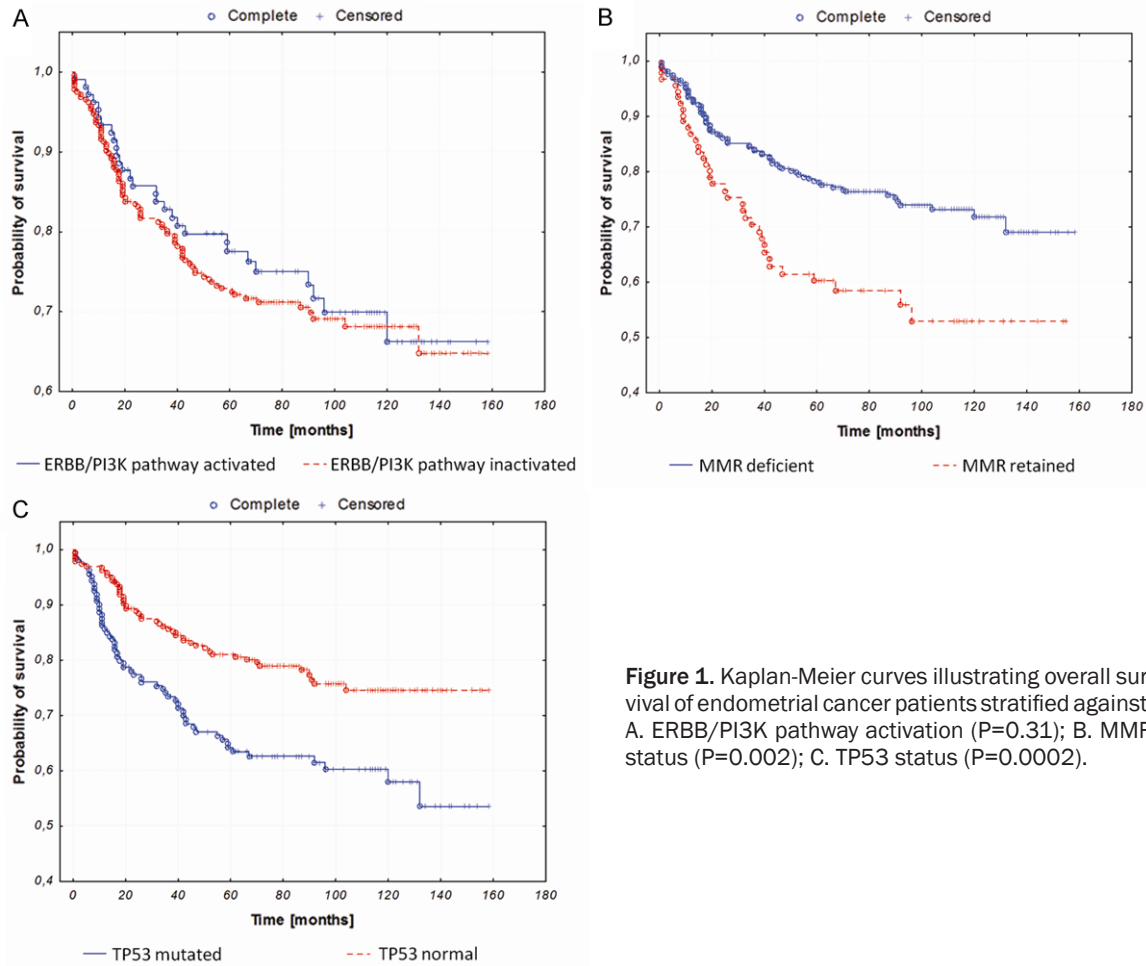 A
○ Complete + Censored
Probability of survival
1,0
0,9
0,8
0,7
0,6
0 20 40 60 80 100 120 140 160 180
Time [months]
ERBB/PI3K pathway activated ERBB/PI3K pathway inactivated
B
○ Complete + Censored
Probability of survival
1,0
0,9
0,8
0,7
0,6
0,5
0,4
0 20 40 60 80 100 120 140 160 180
Time [months]
MMR deficient MMR retained
C
○ Complete + Censored
Probability of survival
1,0
0,9
0,8
0,7
0,6
0,5
0,4
0 20 40 60 80 100 120 140 160 180
Time [months]
TP53 mutated TP53 normal
Figure 1. Kaplan-Meier curves illustrating overall sur-
vival of endometrial cancer patients stratified against:
A. ERBB/PI3K pathway activation (P=0.31); B. MMR
status (P=0.002); C. TP53 status (P=0.0002).